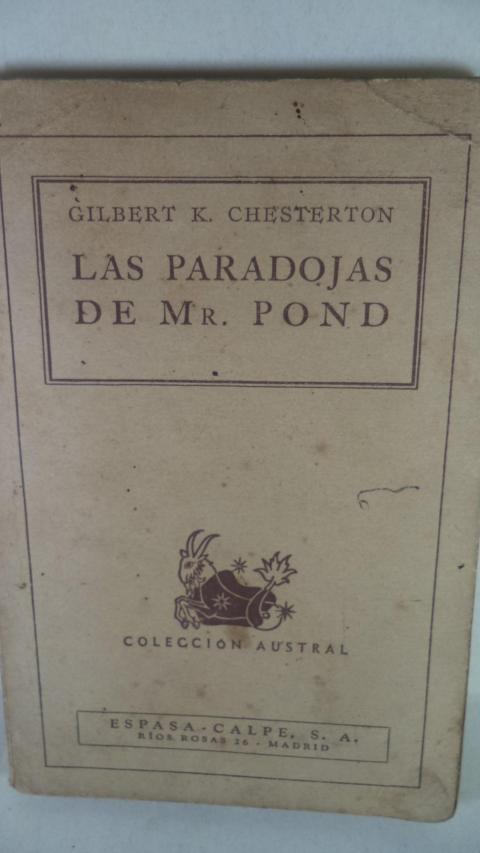 GILBERT K. CHESTERTON
LAS PARADOJAS
DE MR. POND
COLECCIÓN AUSTRAL
ESPASA-CALPE, S. A.
RÍOS ROSAS 26 - MADRID